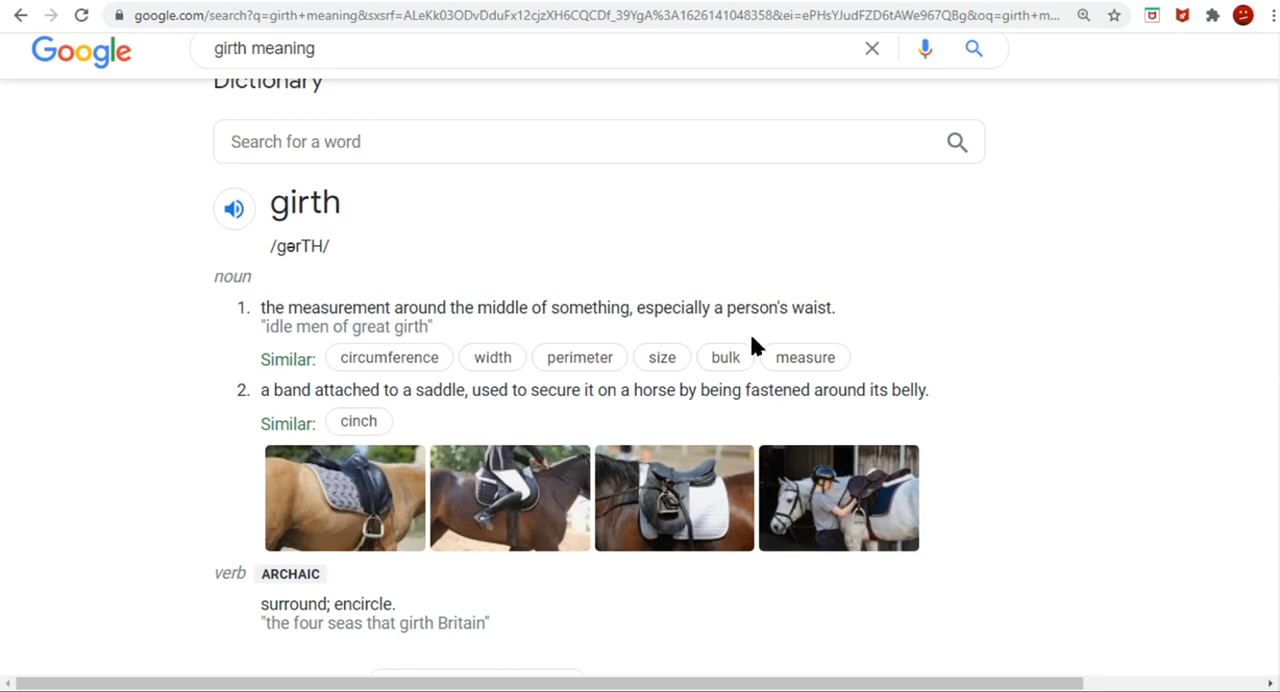 google.com/search?q=girth+meaning&sxsrf=ALeKk03ODvOduFx12cjzXH6CQCDf_39YgA%3A1626141048358&ei=ePHsYJudFZD6tAWe967QBg&oq=girth+m...
Google
girth meaning
Dictionary
Search for a word
girth
/ɡərTH/
noun
1. the measurement around the middle of something, especially a person's waist.
"idle men of great girth"
Similar: circumference width perimeter size bulk measure
2. a band attached to a saddle, used to secure it on a horse by being fastened around its belly.
Similar: cinch
verb ARCHAIC
surround; encircle.
"the four seas that girth Britain"